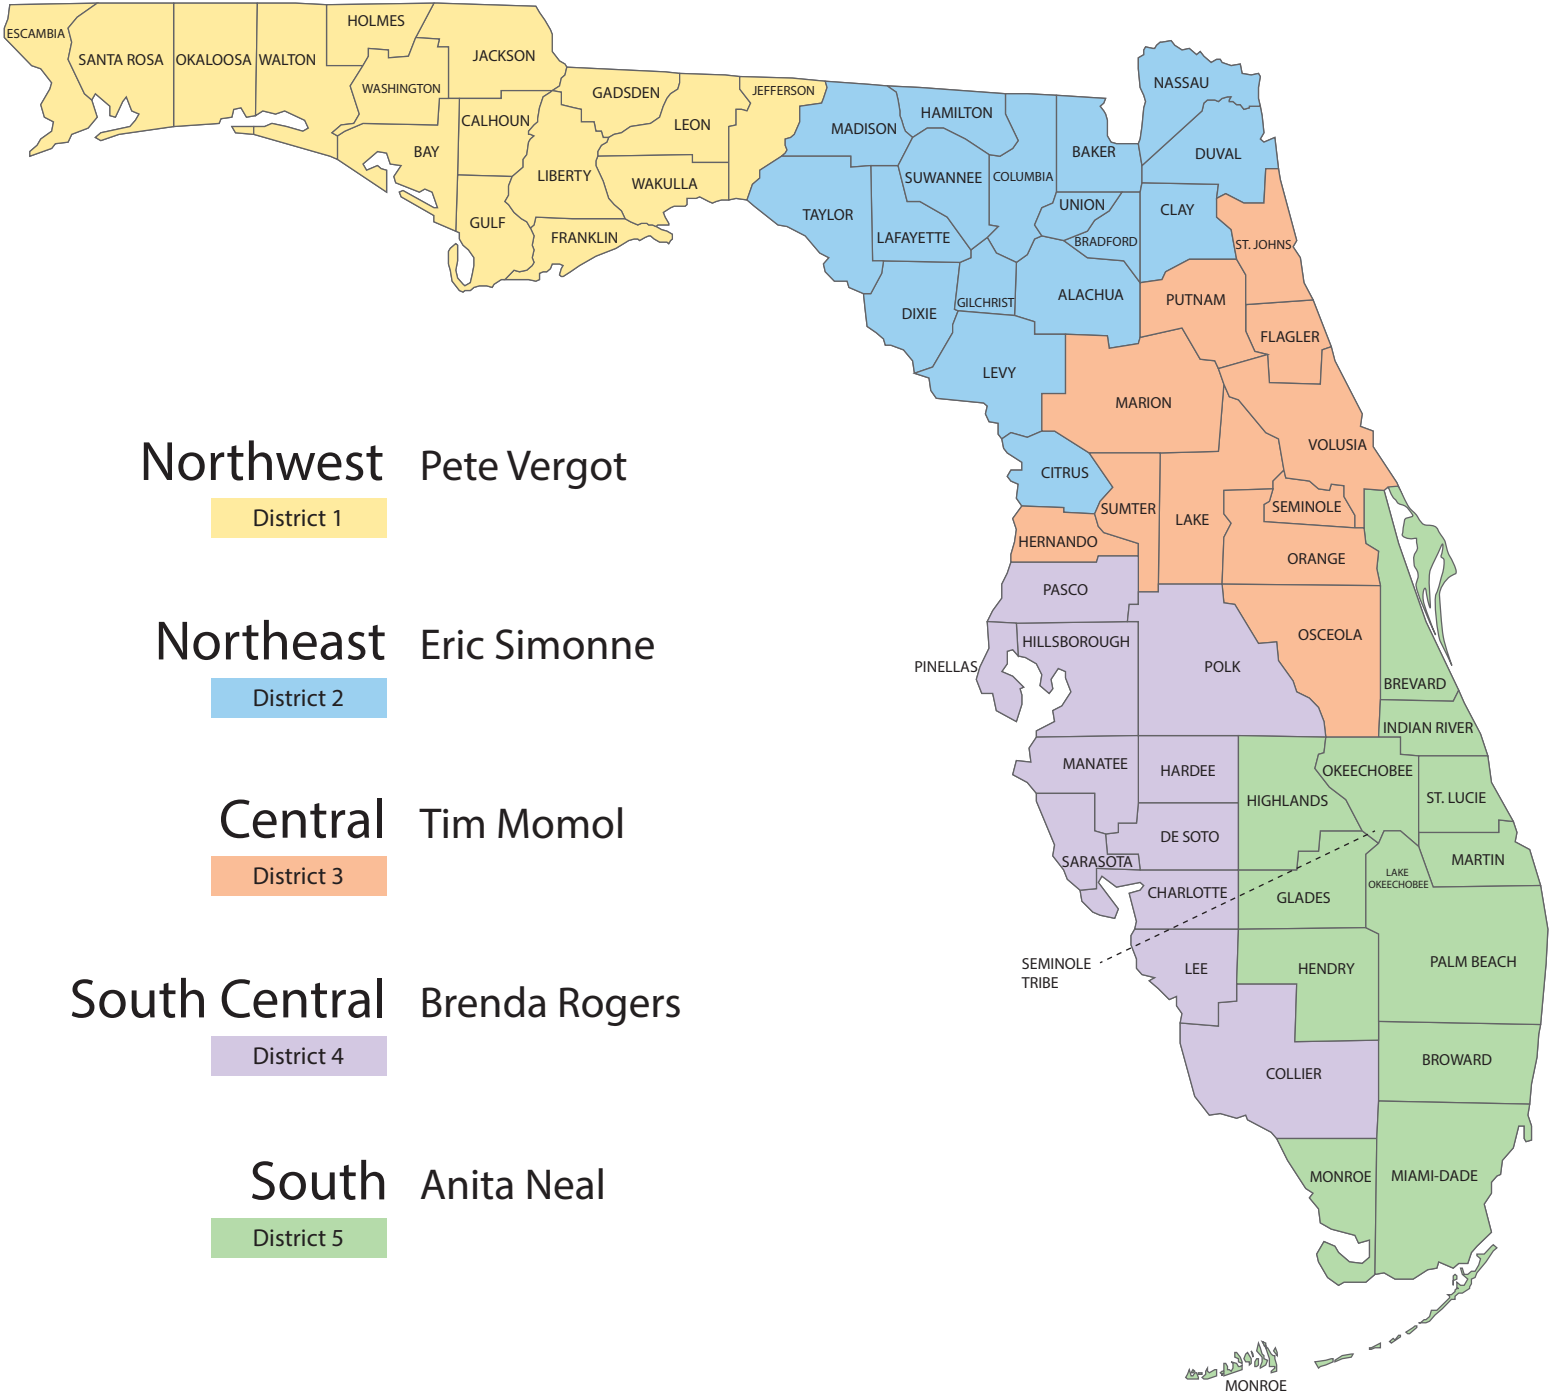 ESCAMBIA
SANTA ROSA
OKALOOSA
WALTON
HOLMES
WASHINGTON
JACKSON
BAY
CALHOUN
GULF
GADSDEN
LIBERTY
FRANKLIN
LEON
WAKULLA
JEFFERSON
MADISON
TAYLOR
HAMILTON
SUWANNEE
LAFAYETTE
DIXIE
COLUMBIA
GILCHRIST
BAKER
UNION
BRADFORD
ALACHUA
LEVY
NASSAU
DUVAL
CLAY
CITRUS
ST. JOHNS
PUTNAM
FLAGLER
MARION
VOLUSIA
SUMTER
LAKE
SEMINOLE
HERNANDO
ORANGE
OSCEOLA
PASCO
HILLSBOROUGH
PINELLAS
POLK
MANATEE
HARDEE
SARASOTA
DE SOTO
CHARLOTTE
LEE
COLLIER
BREVARD
INDIAN RIVER
OKEECHOBEE
HIGHLANDS
ST. LUCIE
MARTIN
LAKE
OKEECHOBEE
GLADES
SEMINOLE
TRIBE
HENDRY
PALM BEACH
BROWARD
MONROE
MIAMI-DADE
MONROE
Northwest Pete Vergot
District 1
Northeast Eric Simonne
District 2
Central Tim Momol
District 3
South Central Brenda Rogers
District 4
South Anita Neal
District 5